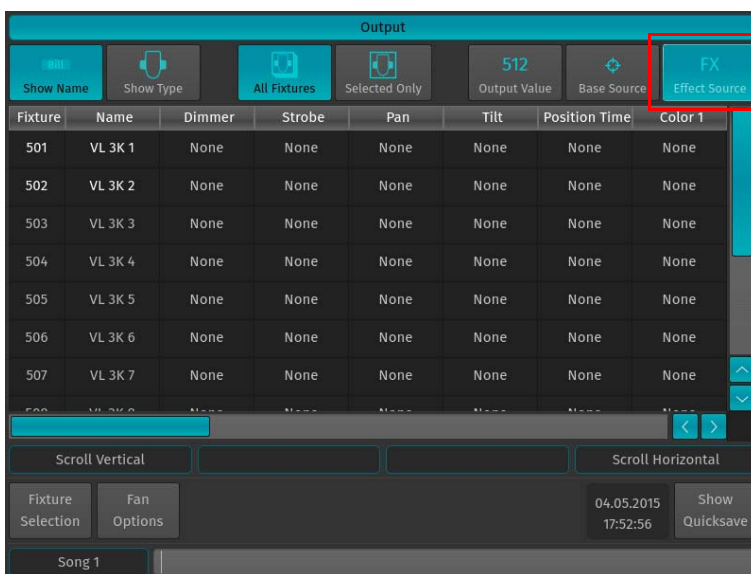 Output
Show Name
Show Type
All Fixtures
Selected Only
512
Output Value
Base Source
FX
Effect Source
Fixture Name Dimmer Strobe Pan Tilt Position Time Color 1
501 VL 3K 1 None None None None None None
502 VL 3K 2 None None None None None None
503 VL 3K 3 None None None None None None
504 VL 3K 4 None None None None None None
505 VL 3K 5 None None None None None None
506 VL 3K 6 None None None None None None
507 VL 3K 7 None None None None None None
Scroll Vertical
Scroll Horizontal
Fixture
Selection
Fan
Options
04.05.2015
17:52:56
Show
Quicksave
Song 1